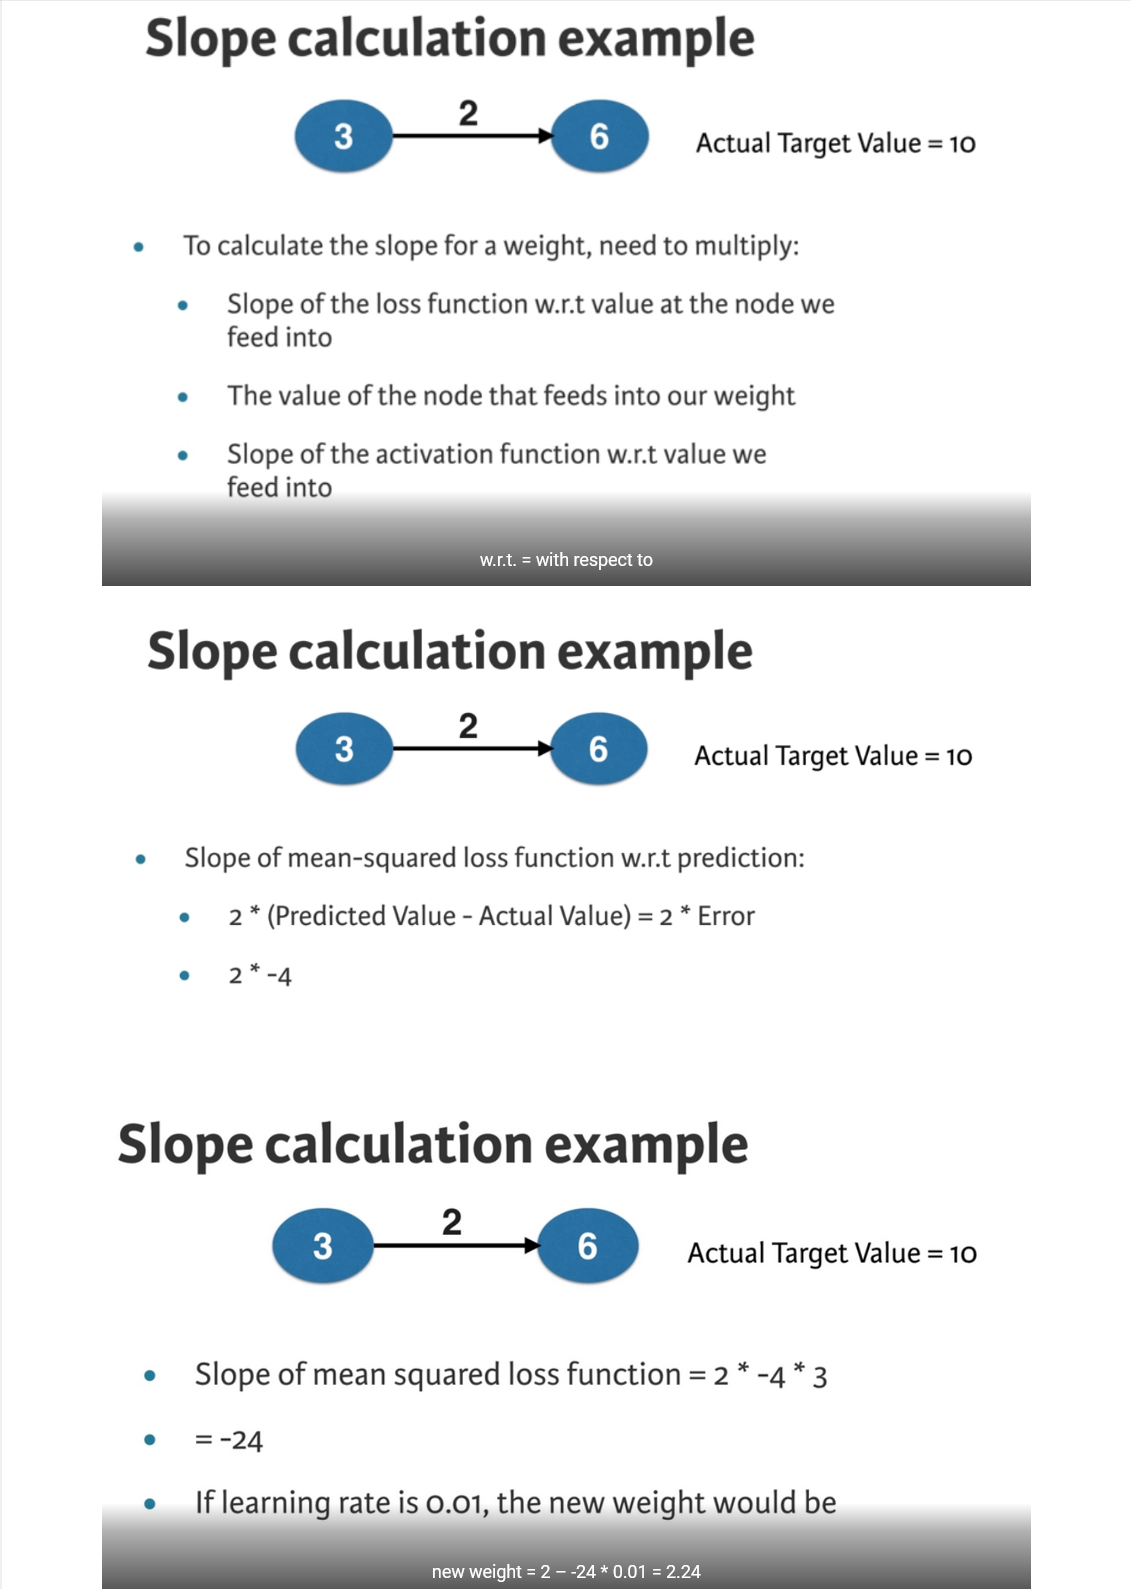 Slope calculation example
2
3
6
Actual Target Value = 10
• To calculate the slope for a weight, need to multiply:
• Slope of the loss function w.r.t value at the node we
feed into
• The value of the node that feeds into our weight
• Slope of the activation function w.r.t value we
feed into
w.r.t. = with respect to
Slope calculation example
2
3
6
Actual Target Value = 10
• Slope of mean-squared loss function w.r.t prediction:
• 2 * (Predicted Value - Actual Value) = 2 * Error
• 2 * -4
Slope calculation example
2
3
6
Actual Target Value = 10
• Slope of mean squared loss function = 2 * -4 * 3
• = -24
• If learning rate is 0.01, the new weight would be
new weight = 2 – -24 * 0.01 = 2.24